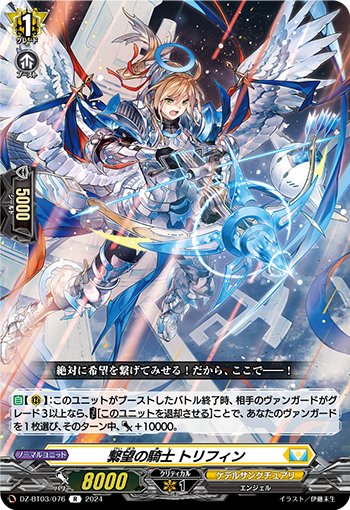 1
グレード
ブースト
5000
シールド
絶対に希望を繋げてみせる！だから、ここで――！
自【R】：このユニットがブーストしたバトル終了時、相手のヴァンガードがグ
レード３以上なら、【このユニットを退却させる】ことで、あなたのヴァンガード
を１枚選び、そのターン中、+10000。
ノーマルユニット
繋望の騎士 トリフィン
パワー
8000
クリティカル
1
ケテルサンクチュアリ
DZ-BT03/076 R 2024
エンジェル
イラスト／伊藤未生